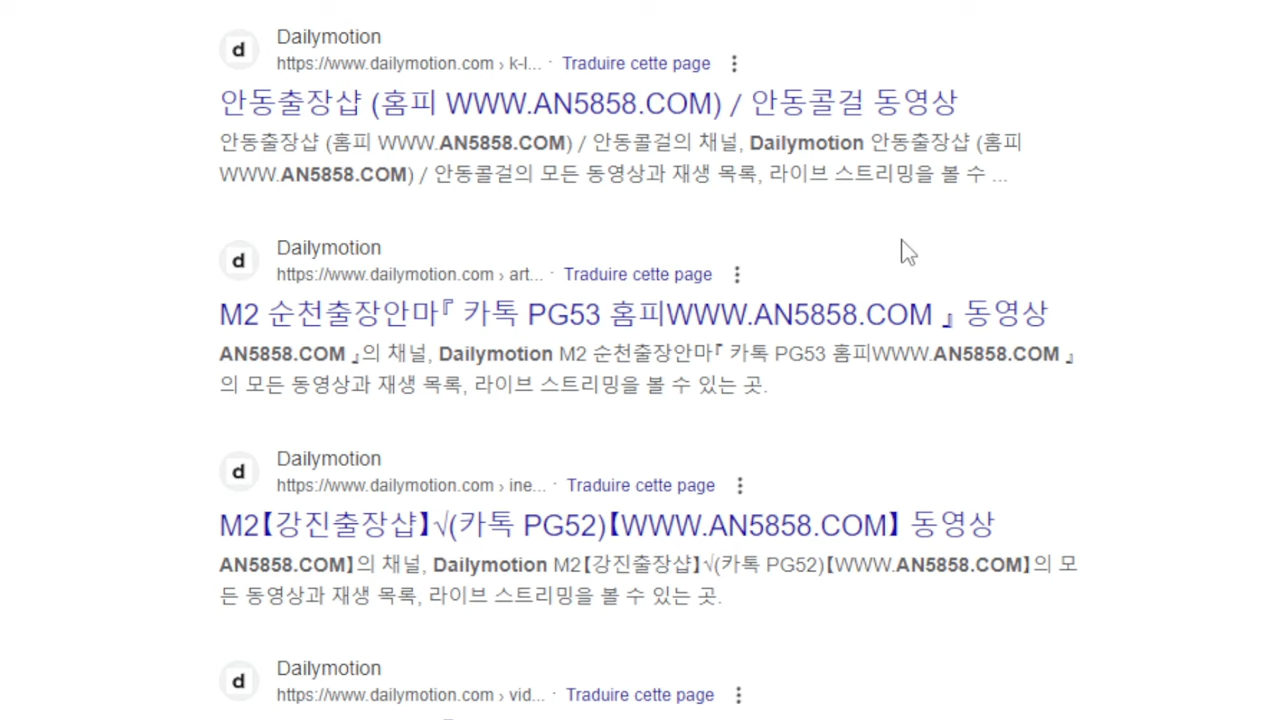 Dailymotion
https://www.dailymotion.com › k-l... · Traduire cette page
안동출장샵 (홈피 WWW.AN5858.COM) / 안동콜걸 동영상
안동출장샵 (홈피 WWW.AN5858.COM) / 안동콜걸의 채널, Dailymotion 안동출장샵 (홈피
WWW.AN5858.COM) / 안동콜걸의 모든 동영상과 재생 목록, 라이브 스트리밍을 볼 수 ...
Dailymotion
https://www.dailymotion.com › art... · Traduire cette page
M2 순천출장안마『 카톡 PG53 홈피WWW.AN5858.COM 』 동영상
AN5858.COM 』의 채널, Dailymotion M2 순천출장안마『 카톡 PG53 홈피WWW.AN5858.COM 』
의 모든 동영상과 재생 목록, 라이브 스트리밍을 볼 수 있는 곳.
Dailymotion
https://www.dailymotion.com › ine... · Traduire cette page
M2【강진출장샵】√(카톡 PG52)【WWW.AN5858.COM】 동영상
AN5858.COM】의 채널, Dailymotion M2【강진출장샵】√(카톡 PG52)【WWW.AN5858.COM】의 모
든 동영상과 재생 목록, 라이브 스트리밍을 볼 수 있는 곳.
Dailymotion
https://www.dailymotion.com › vid... · Traduire cette page